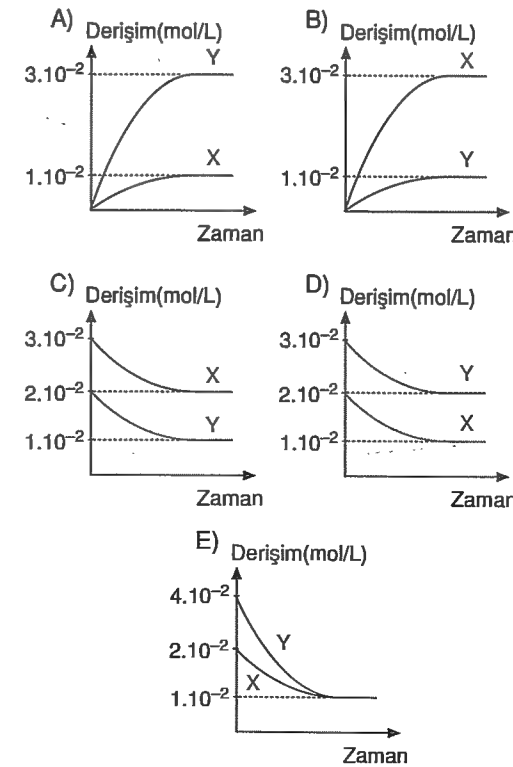 A) Derişim(mol/L)
Y
3.10⁻²
X
1.10⁻²
Zaman
B) Derişim(mol/L)
X
3.10⁻²
Y
1.10⁻²
Zaman
C) Derişim(mol/L)
3.10⁻²
X
2.10⁻²
Y
1.10⁻²
Zaman
D) Derişim(mol/L)
3.10⁻²
Y
2.10⁻²
X
1.10⁻²
Zaman
E) Derişim(mol/L)
4.10⁻²
Y
2.10⁻²
X
1.10⁻²
Zaman